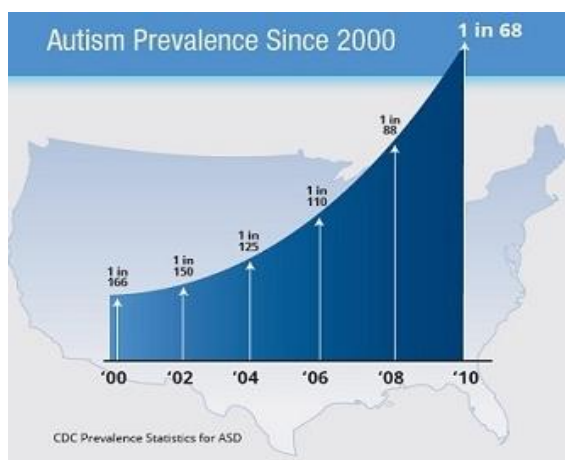 Autism Prevalence Since 2000
1 in 68
1 in
88
1 in
110
1 in
125
1 in
150
1 in
166
‘00 ‘02 ‘04 ‘06 ‘08 ‘10
CDC Prevalence Statistics for ASD